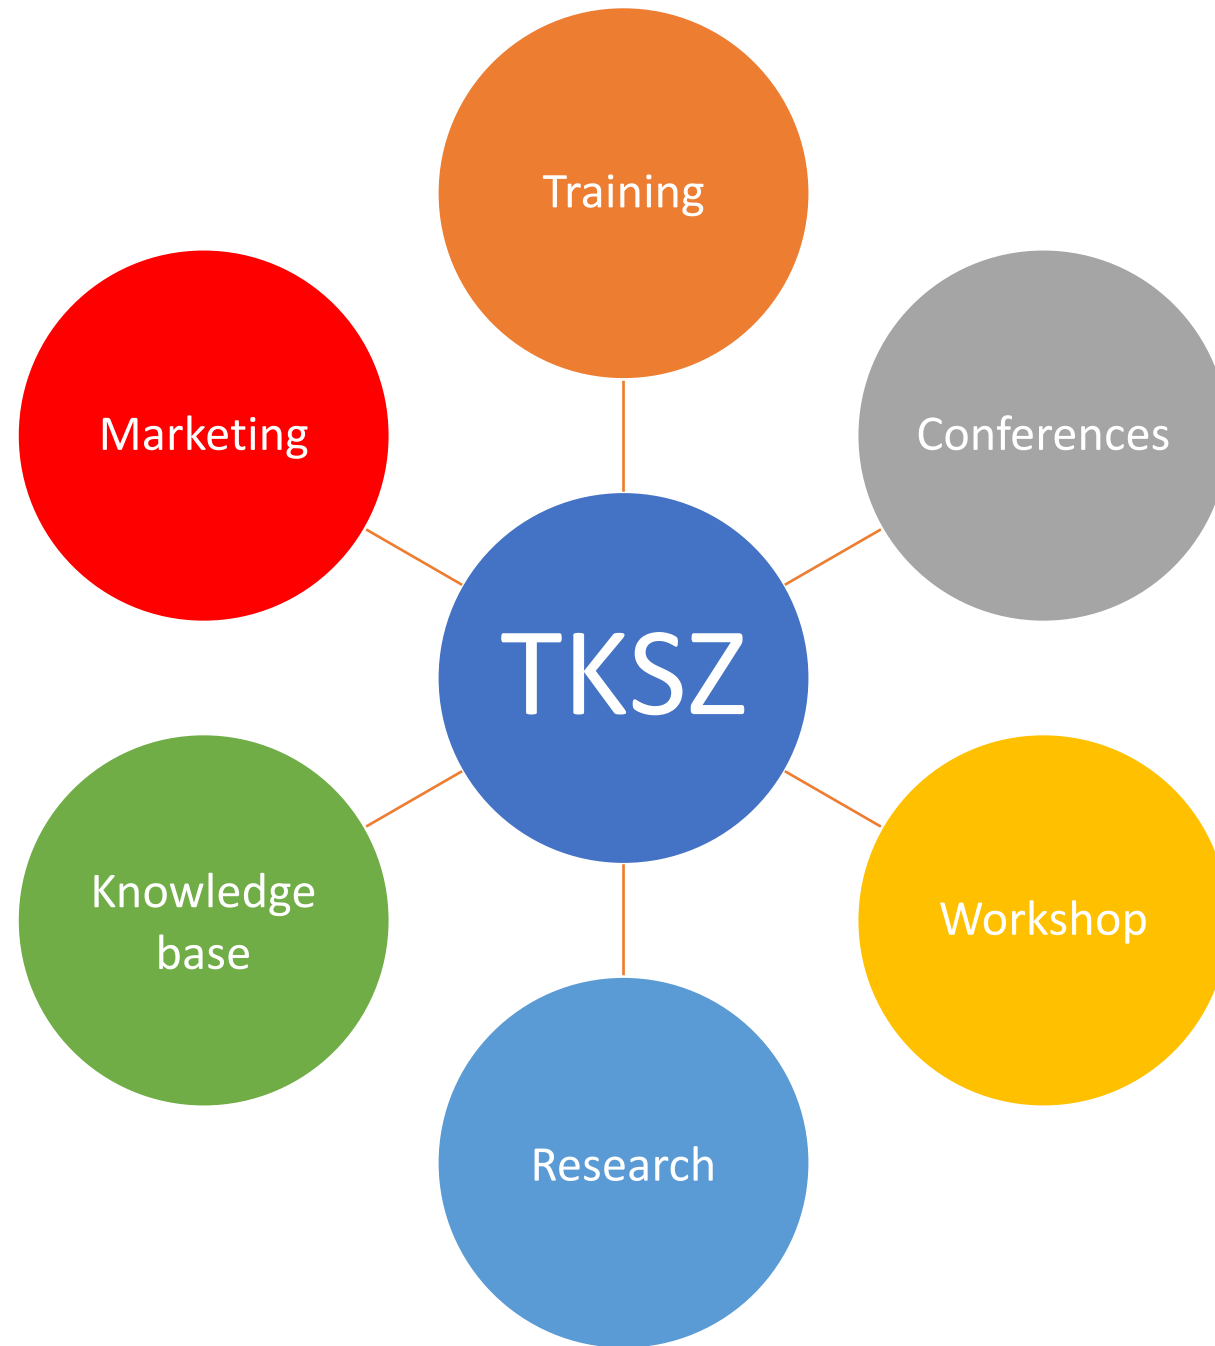 Training
Marketing
Conferences
TKSZ
Knowledge
base
Workshop
Research